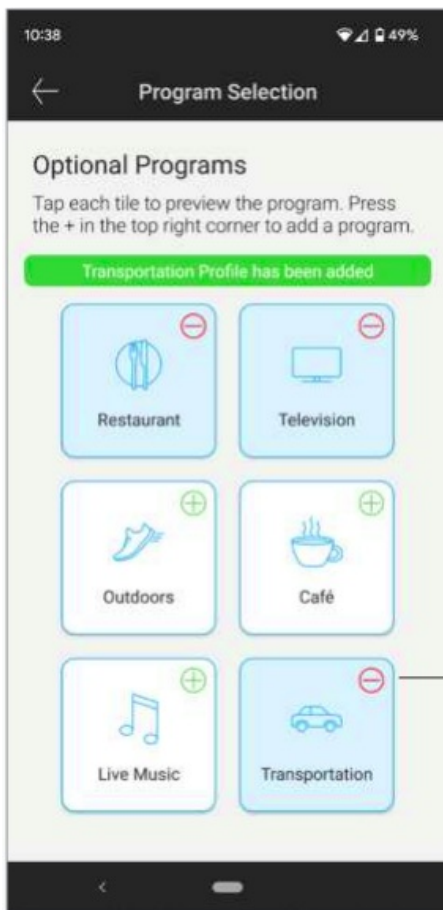 10:38 49%
Program Selection
Optional Programs
Tap each tile to preview the program. Press
the + in the top right corner to add a program.
Transportation Profile has been added
Restaurant Television
Outdoors Café
Live Music Transportation